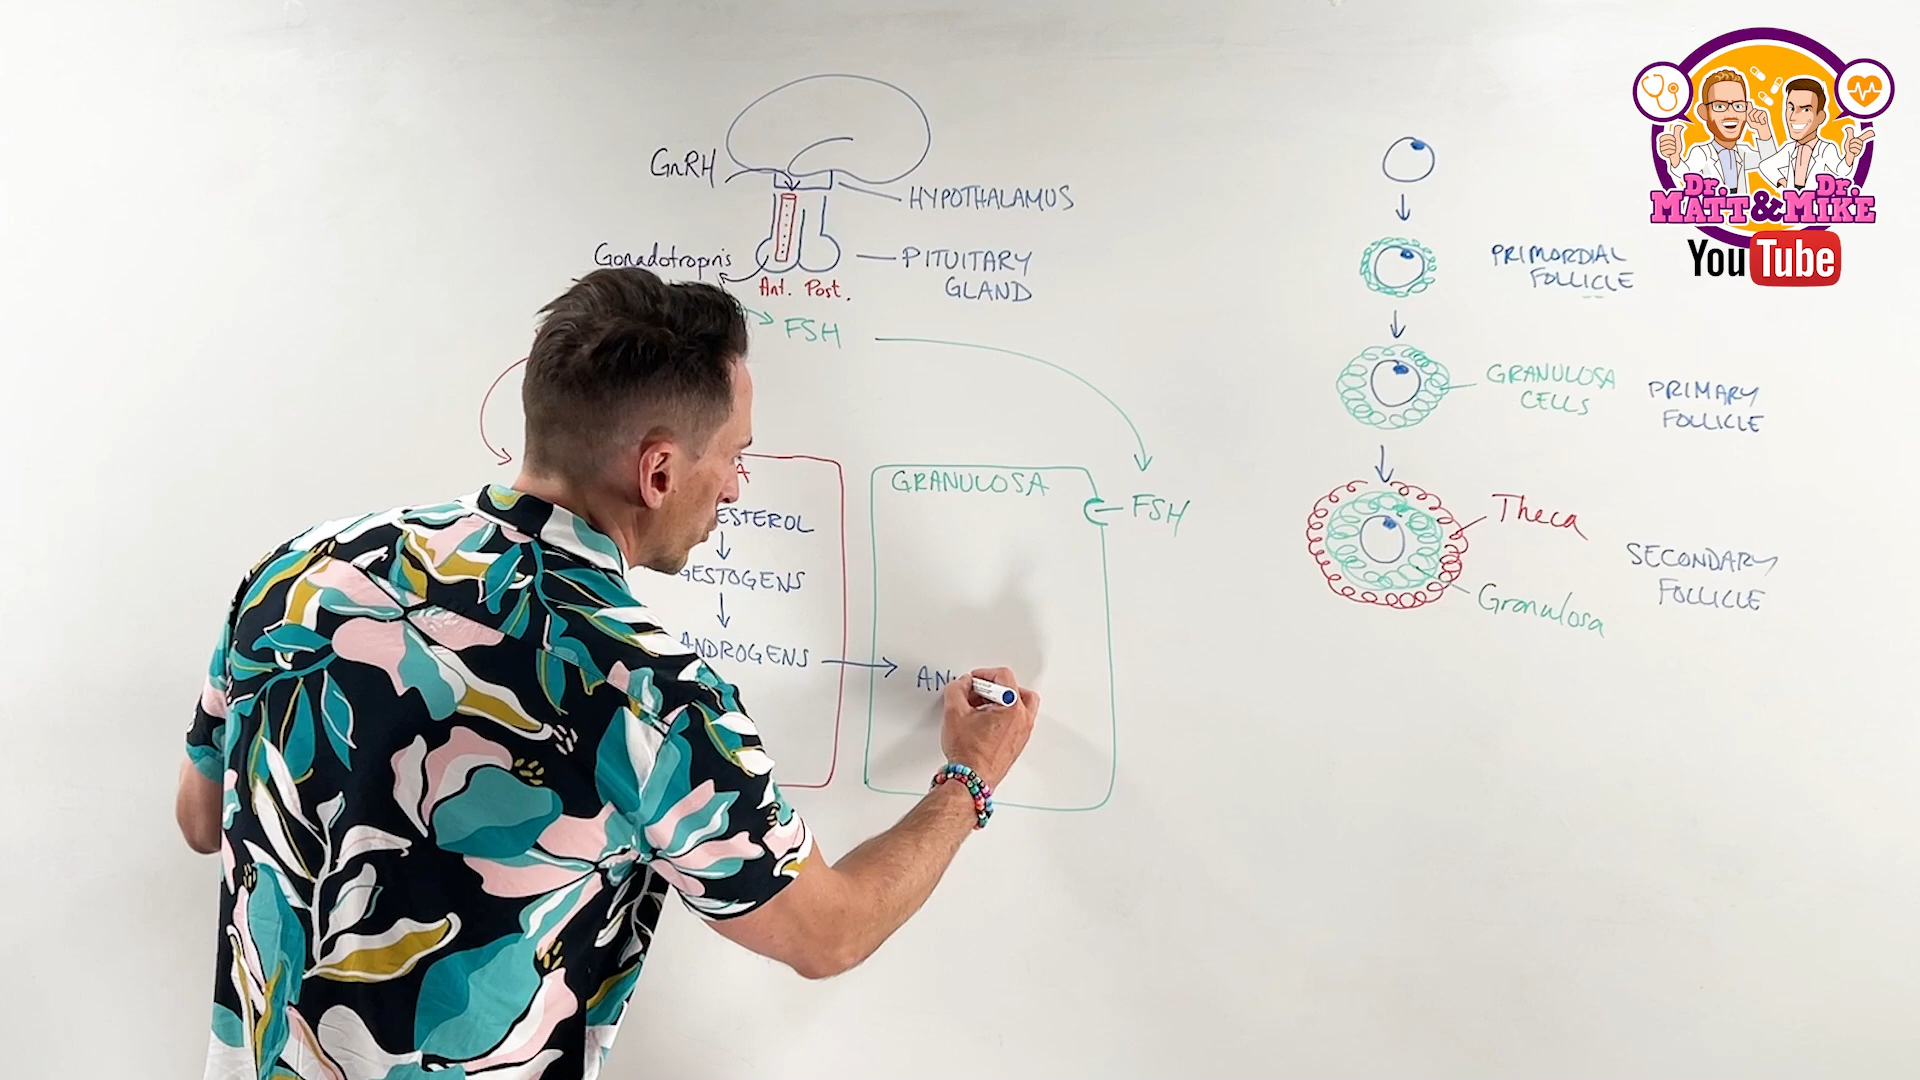 GnRH
HYPOTHALAMUS
Gonadotropins
PITUITARY
GLAND
Ant. Post.
FSH
A
ESTEROL
GESTOGENS
ANDROGENS
GRANULOSA
FSH
AN
PRIMORDIAL
FOLLICLE
GRANULOSA
CELLS
PRIMARY
FOLLICLE
Theca
Granulosa
SECONDARY
FOLLICLE
Dr. Dr.
MATT & MIKE
YouTube